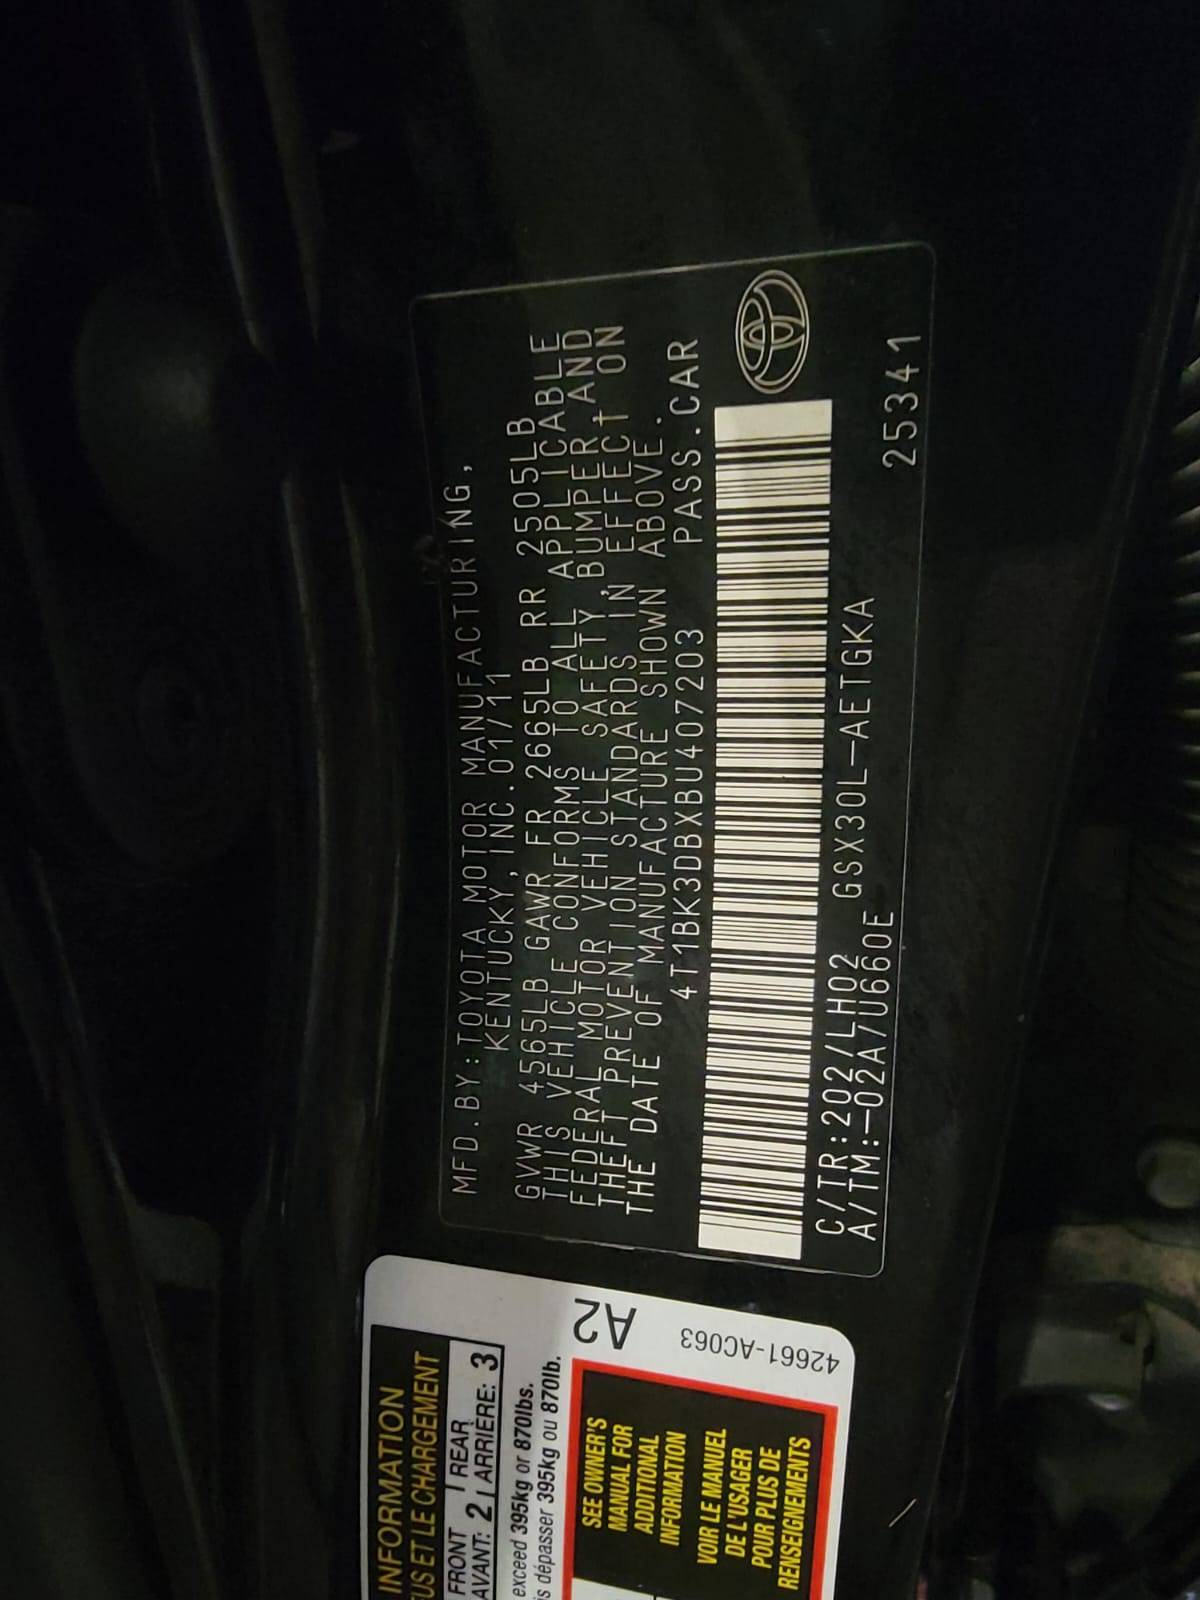 MFD.BY:TOYOTA MOTOR MANUFACTURING,
KENTUCKY,INC.01/11
GVWR 4565LB GAWR FR 2665LB RR 2505LB
THIS VEHICLE CONFORMS TO ALL APPLICABLE
FEDERAL MOTOR VEHICLE SAFETY,BUMPER AND
THEFT PREVENTION STANDARDS IN EFFECT ON
THE DATE OF MANUFACTURE SHOWN ABOVE.
4T1BK3DBXBU407203 PASS.CAR
C/TR:202/LH02 GSX30L-AETGKA
A/TM:-02A/U660E 25341
A2
42661-AC063
INFORMATION
US ET LE CHARGEMENT
FRONT REAR
AVANT: 2 ARRIÈRE: 3
exceed 395kg or 870lbs.
is dépasser 395kg ou 870lb.
SEE OWNER'S
MANUAL FOR
ADDITIONAL
INFORMATION
VOIR LE MANUEL
DE L'USAGER
POUR PLUS DE
RENSEIGNEMENTS